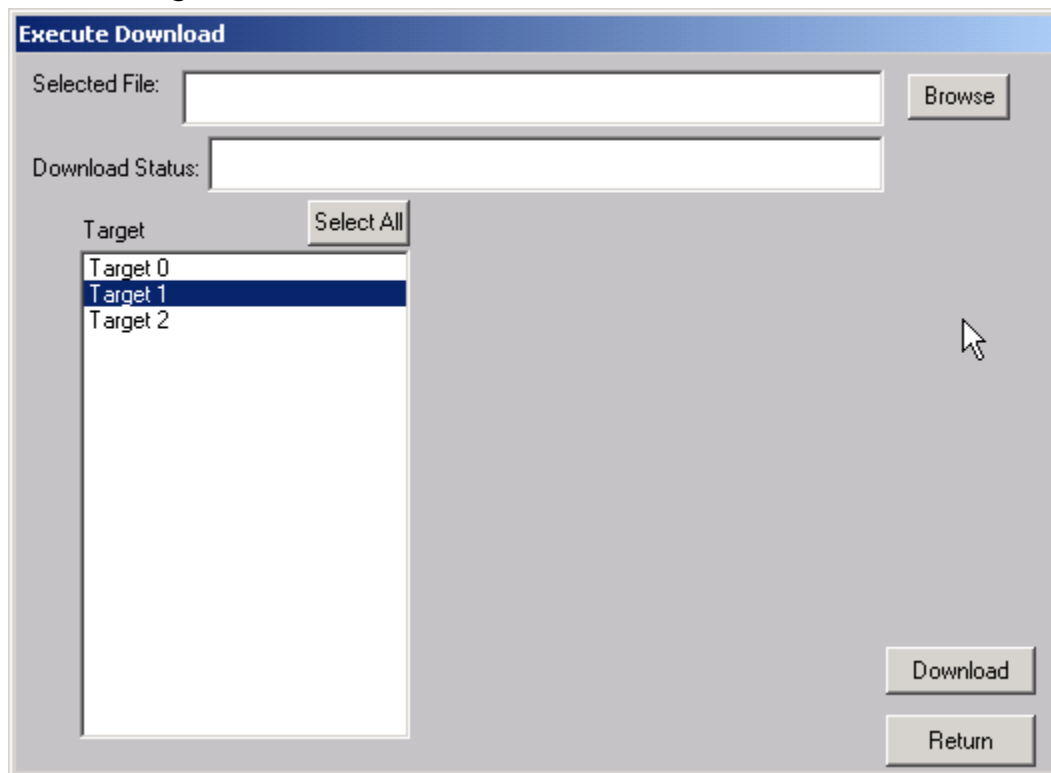 Execute Download
Selected File:
Browse
Download Status:
Target
Select All
Target 0
Target 1
Target 2
Download
Return